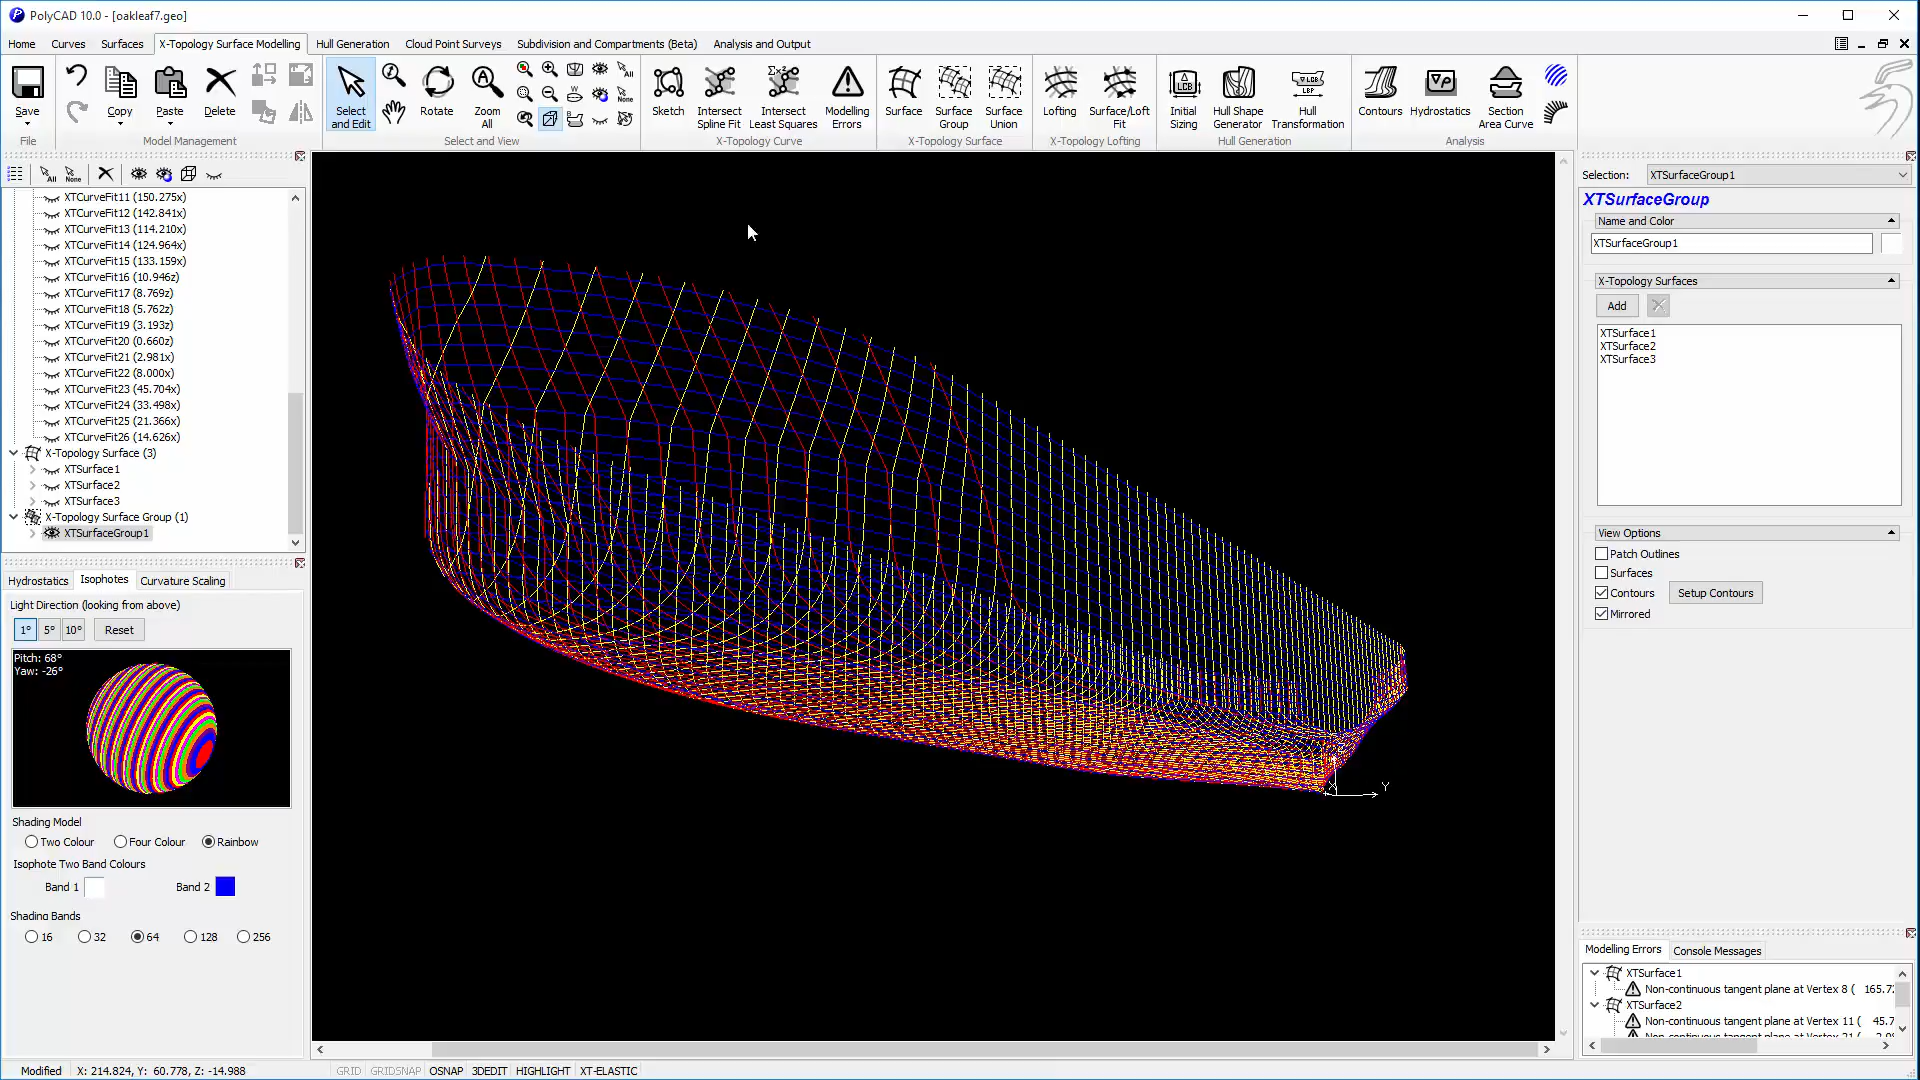 PolyCAD 10.0 - [oakleaf7.geo]
Home Curves Surfaces X-Topology Surface Modelling Hull Generation Cloud Point Surveys Subdivision and Compartments (Beta) Analysis and Output
Save Copy Paste Delete Select and Edit Rotate Zoom All Sketch Intersect Spline Fit Intersect Least Squares Modelling Errors Surface Surface Group Surface Union Lofting Surface/Loft Fit Initial Sizing Hull Shape Generator Hull Transformation Contours Hydrostatics Section Area Curve
File Model Management Select and View X-Topology Curve X-Topology Surface X-Topology Lofting Hull Generation Analysis
XTCurveFit11 (150.275x)
XTCurveFit12 (142.841x)
XTCurveFit13 (114.210x)
XTCurveFit14 (124.964x)
XTCurveFit15 (133.159x)
XTCurveFit16 (10.946z)
XTCurveFit17 (8.769z)
XTCurveFit18 (5.762z)
XTCurveFit19 (3.193z)
XTCurveFit20 (0.660z)
XTCurveFit21 (2.981x)
XTCurveFit22 (8.000x)
XTCurveFit23 (45.704x)
XTCurveFit24 (33.498x)
XTCurveFit25 (21.366x)
XTCurveFit26 (14.626x)
X-Topology Surface (3)
XTSurface1
XTSurface2
XTSurface3
X-Topology Surface Group (1)
XTSurfaceGroup1
Hydrostatics Isophotes Curvature Scaling
Light Direction (looking from above)
1° 5° 10° Reset
Pitch: 68°
Yaw: -26°
Shading Model
Two Colour Four Colour Rainbow
Isophote Two Band Colours
Band 1 Band 2
Shading Bands
16 32 64 128 256
Y
Selection: XTSurfaceGroup1
XTSurfaceGroup
Name and Color
XTSurfaceGroup1
X-Topology Surfaces
Add
XTSurface1
XTSurface2
XTSurface3
View Options
Patch Outlines
Surfaces
Contours Setup Contours
Mirrored
Modelling Errors Console Messages
XTSurface1
Non-continuous tangent plane at Vertex 8 ( 165.7
XTSurface2
Non-continuous tangent plane at Vertex 11 ( 45.7
Modified X: 214.824, Y: 60.778, Z: -14.988 GRID GRIDSNAP OSNAP 3DEDIT HIGHLIGHT XT-ELASTIC